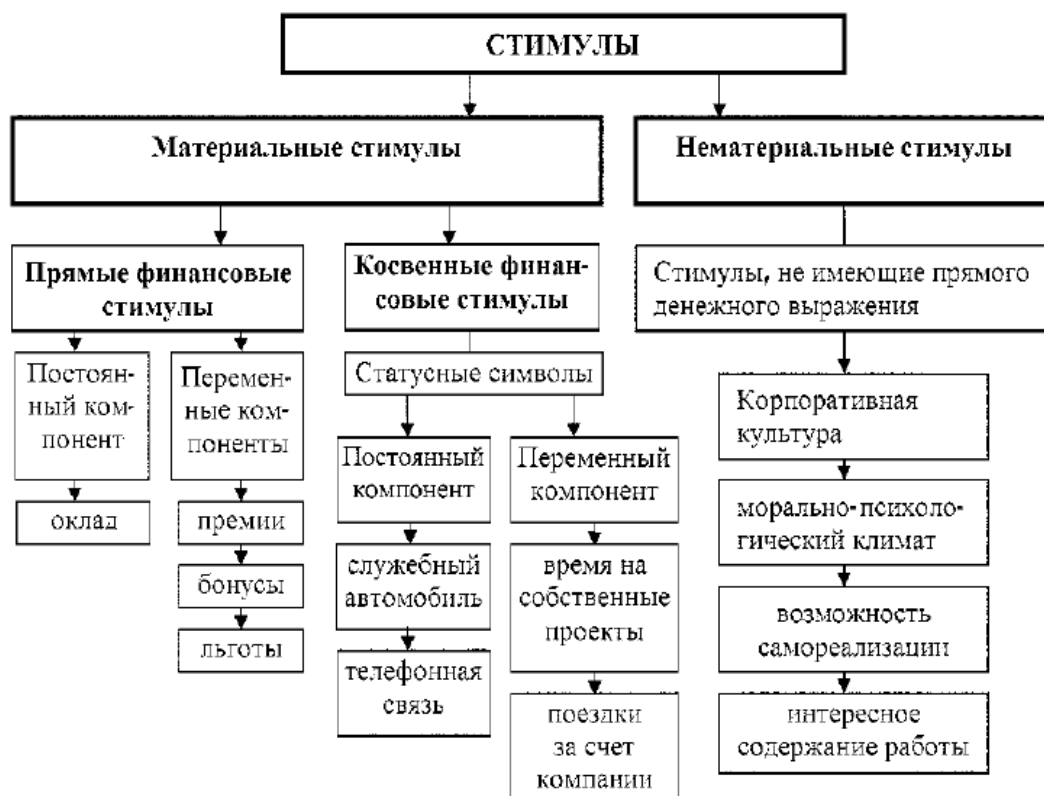 СТИМУЛЫ
Материальные стимулы
Нематериальные стимулы
Прямые финансовые
стимулы
Косвенные финан-
совые стимулы
Стимулы, не имеющие прямого
денежного выражения
Постоян-
ный ком-
понент
Перемен-
ные ком-
поненты
Статусные символы
Постоянный
компонент
Переменный
компонент
Корпоративная
культура
оклад
премии
бонусы
льготы
служебный
автомобиль
телефонная
связь
время на
собственные
проекты
поездки
за счет
компании
морально-психоло-
гический климат
возможность
самореализации
интересное
содержание работы